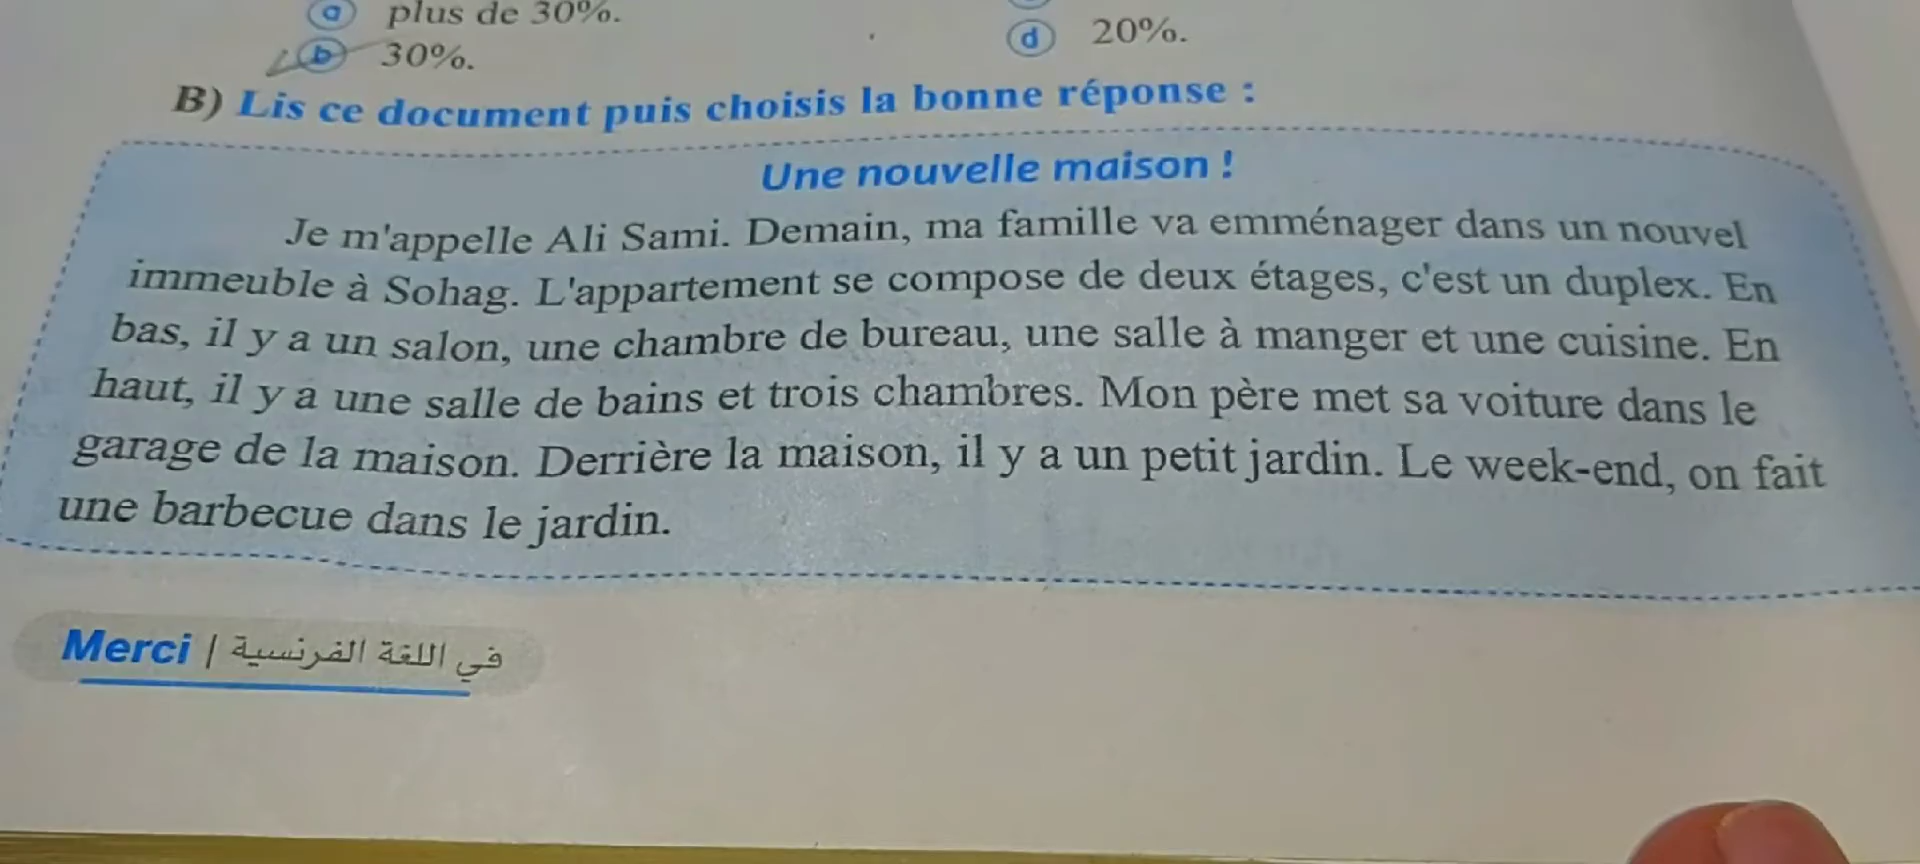 a plus de 30%.
b 30%.
d 20%.
B) Lis ce document puis choisis la bonne réponse :
Une nouvelle maison !
Je m'appelle Ali Sami. Demain, ma famille va emménager dans un nouvel
immeuble à Sohag. L'appartement se compose de deux étages, c'est un duplex. En
bas, il y a un salon, une chambre de bureau, une salle à manger et une cuisine. En
haut, il y a une salle de bains et trois chambres. Mon père met sa voiture dans le
garage de la maison. Derrière la maison, il y a un petit jardin. Le week-end, on fait
une barbecue dans le jardin.
Merci | في اللغة الفرنسية